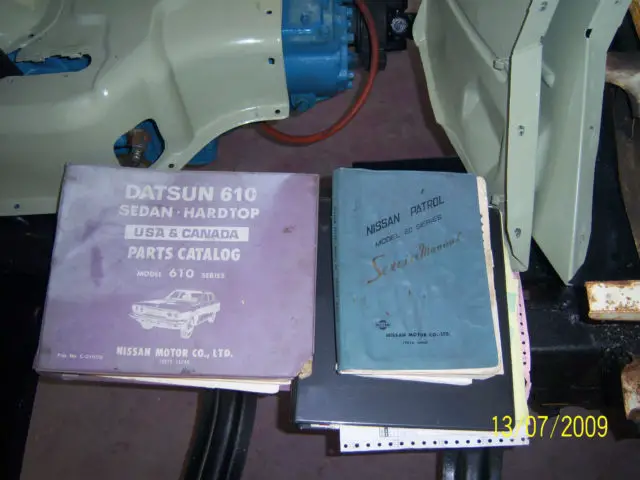 DATSUN 610
SEDAN · HARDTOP
USA & CANADA
PARTS CATALOG
MODEL 610 SERIES
NISSAN MOTOR CO., LTD.
NISSAN PATROL
MODEL 60 SERIES
Service Manual
NISSAN MOTOR CO., LTD.
13/07/2009